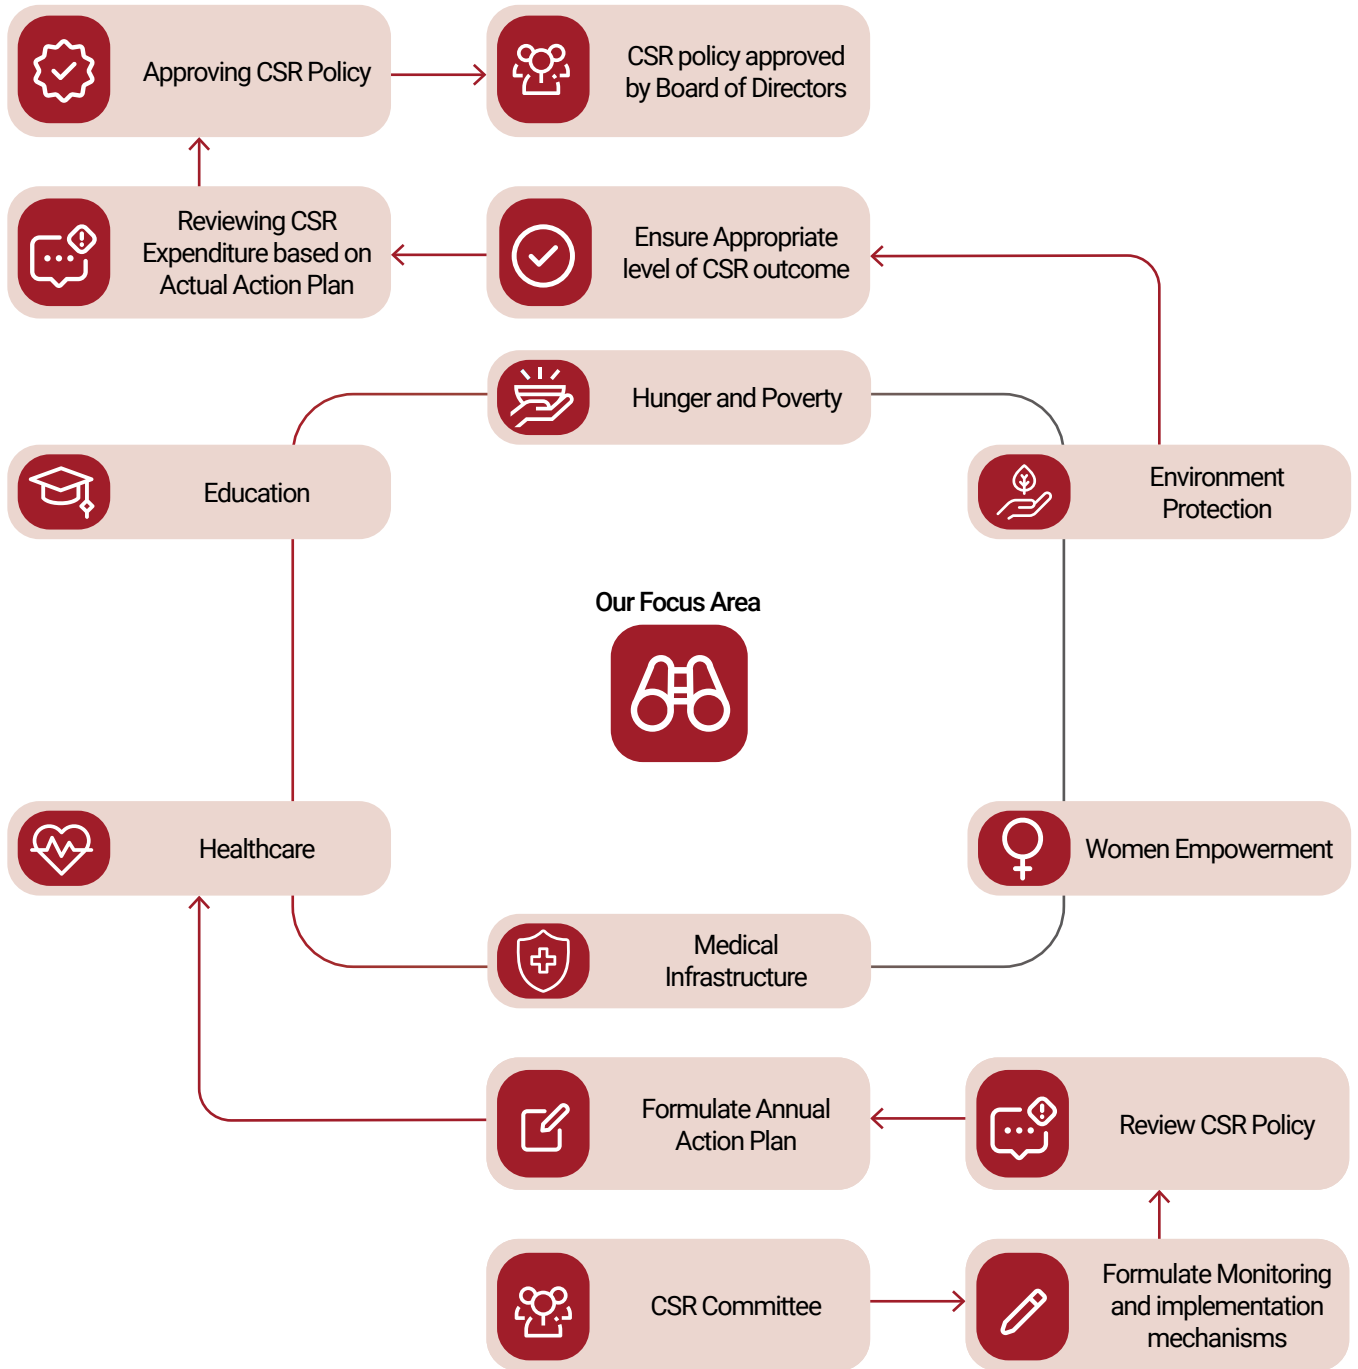 Approving CSR Policy
CSR policy approved
by Board of Directors
Reviewing CSR
Expenditure based on
Actual Action Plan
Ensure Appropriate
level of CSR outcome
Hunger and Poverty
Education
Environment
Protection
Our Focus Area
Healthcare
Women Empowerment
Medical
Infrastructure
Formulate Annual
Action Plan
Review CSR Policy
CSR Committee
Formulate Monitoring
and implementation
mechanisms